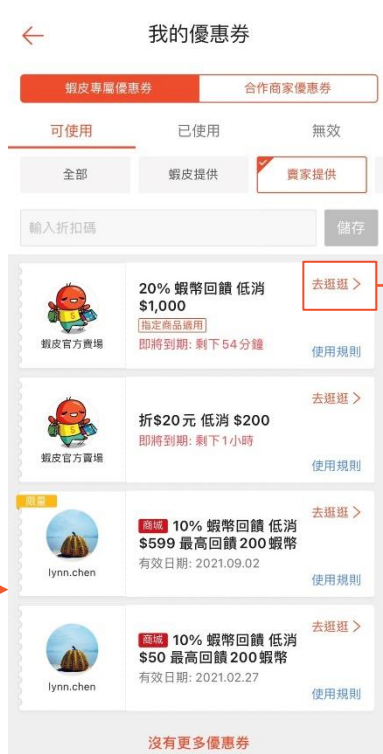 我的優惠券
蝦皮專屬優惠券
合作商家優惠券
可使用
已使用
無效
全部
蝦皮提供
賣家提供
輸入折扣碼
儲存
S
蝦皮官方賣場
20% 蝦幣回饋 低消
$1,000
指定商品適用
即將到期: 剩下54分鐘
去逛逛 >
使用規則
S
蝦皮官方賣場
折$20元 低消 $200
即將到期: 剩下1小時
去逛逛 >
使用規則
限量
lynn.chen
商城 10% 蝦幣回饋 低消
$599 最高回饋200蝦幣
有效日期: 2021.09.02
去逛逛 >
使用規則
lynn.chen
商城 10% 蝦幣回饋 低消
$50 最高回饋200蝦幣
有效日期: 2021.02.27
去逛逛 >
使用規則
沒有更多優惠券